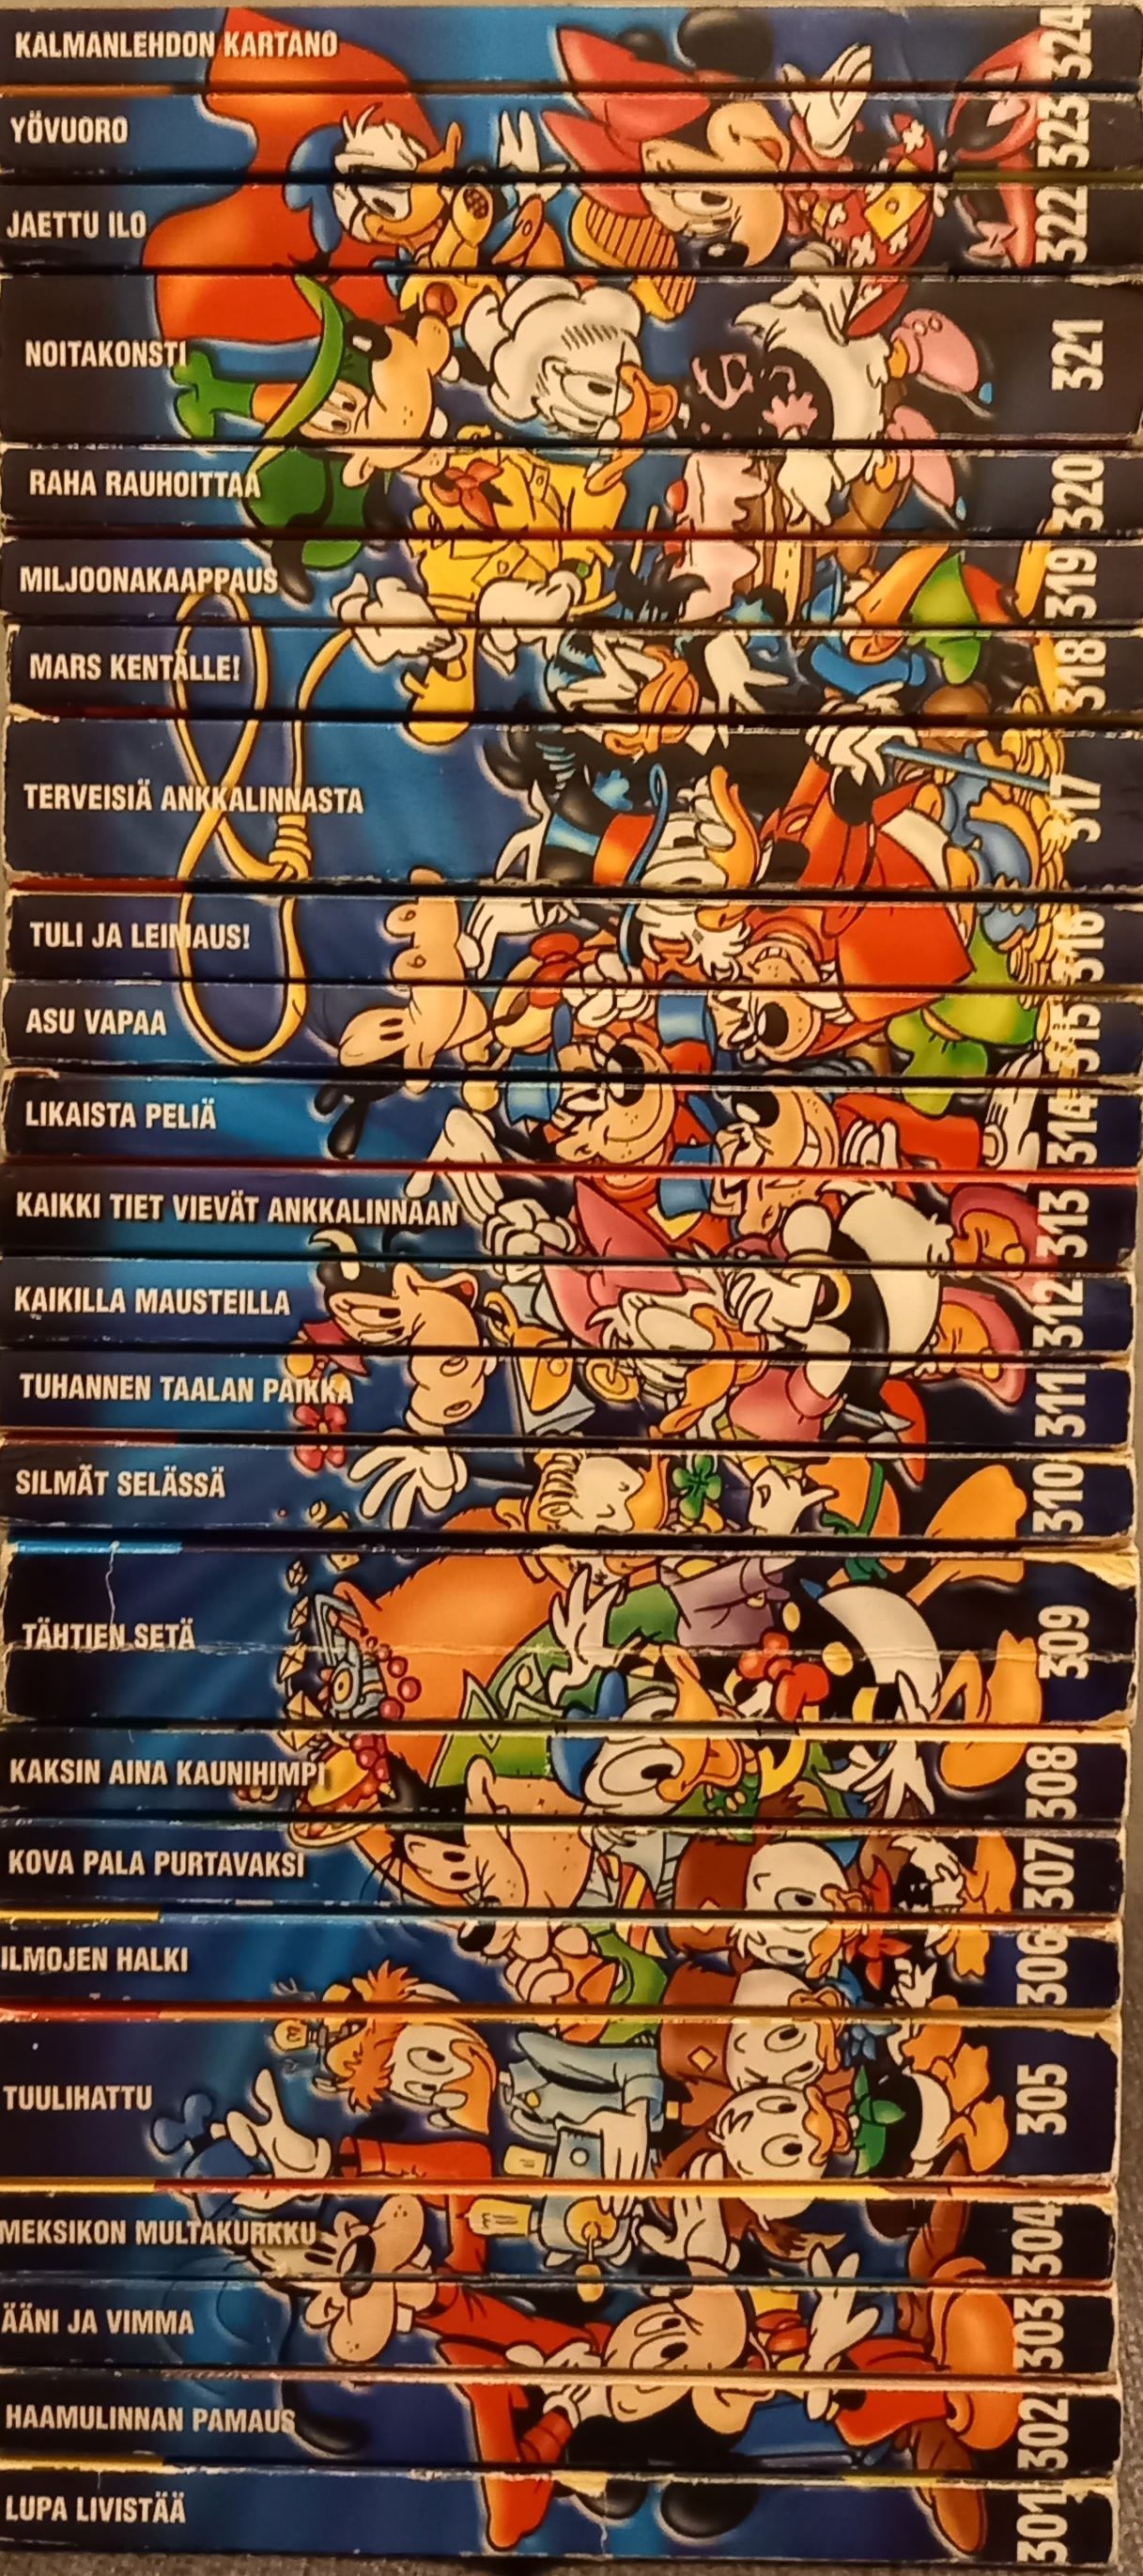 LUPA LIVISTÄÄ
HAAMULINNAN PAMAUS
ÄÄNI JA VIMMA
MEKSIKON MULTAKURKKU
TUULIHATTU
ILMOJEN HALKI
KOVA PALA PURTAVAKSI
KAKSIN AINA KAUNIHIMPI
TÄHTIEN SETÄ
SILMÄT SELÄSSÄ
TUHANNEN TAALAN PAIKKA
KAIKILLA MAUSTEILLA
KAIKKI TIET VIEVÄT ANKKALINNAAN
LIKAISTA PELIÄ
ASU VAPAA
TULI JA LEIMAUS!
TERVEISIÄ ANKKALINNASTA
MARS KENTÄLLE!
MILJOONAKAAPPAUS
RAHA RAUHOITTAA
NOITAKONSTI
JAETTU ILO
YÖVUORO
KALMANLEHDON KARTANO
301
302
303
304
305
306
307
308
309
310
311
312
313
314
315
316
317
318
319
320
321
322
323
324